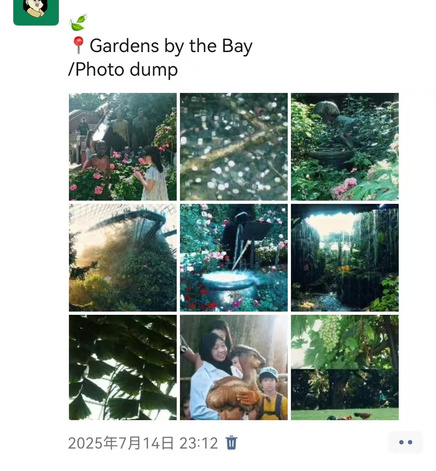 Gardens by the Bay
/Photo dump
2025年7月14日 23:12